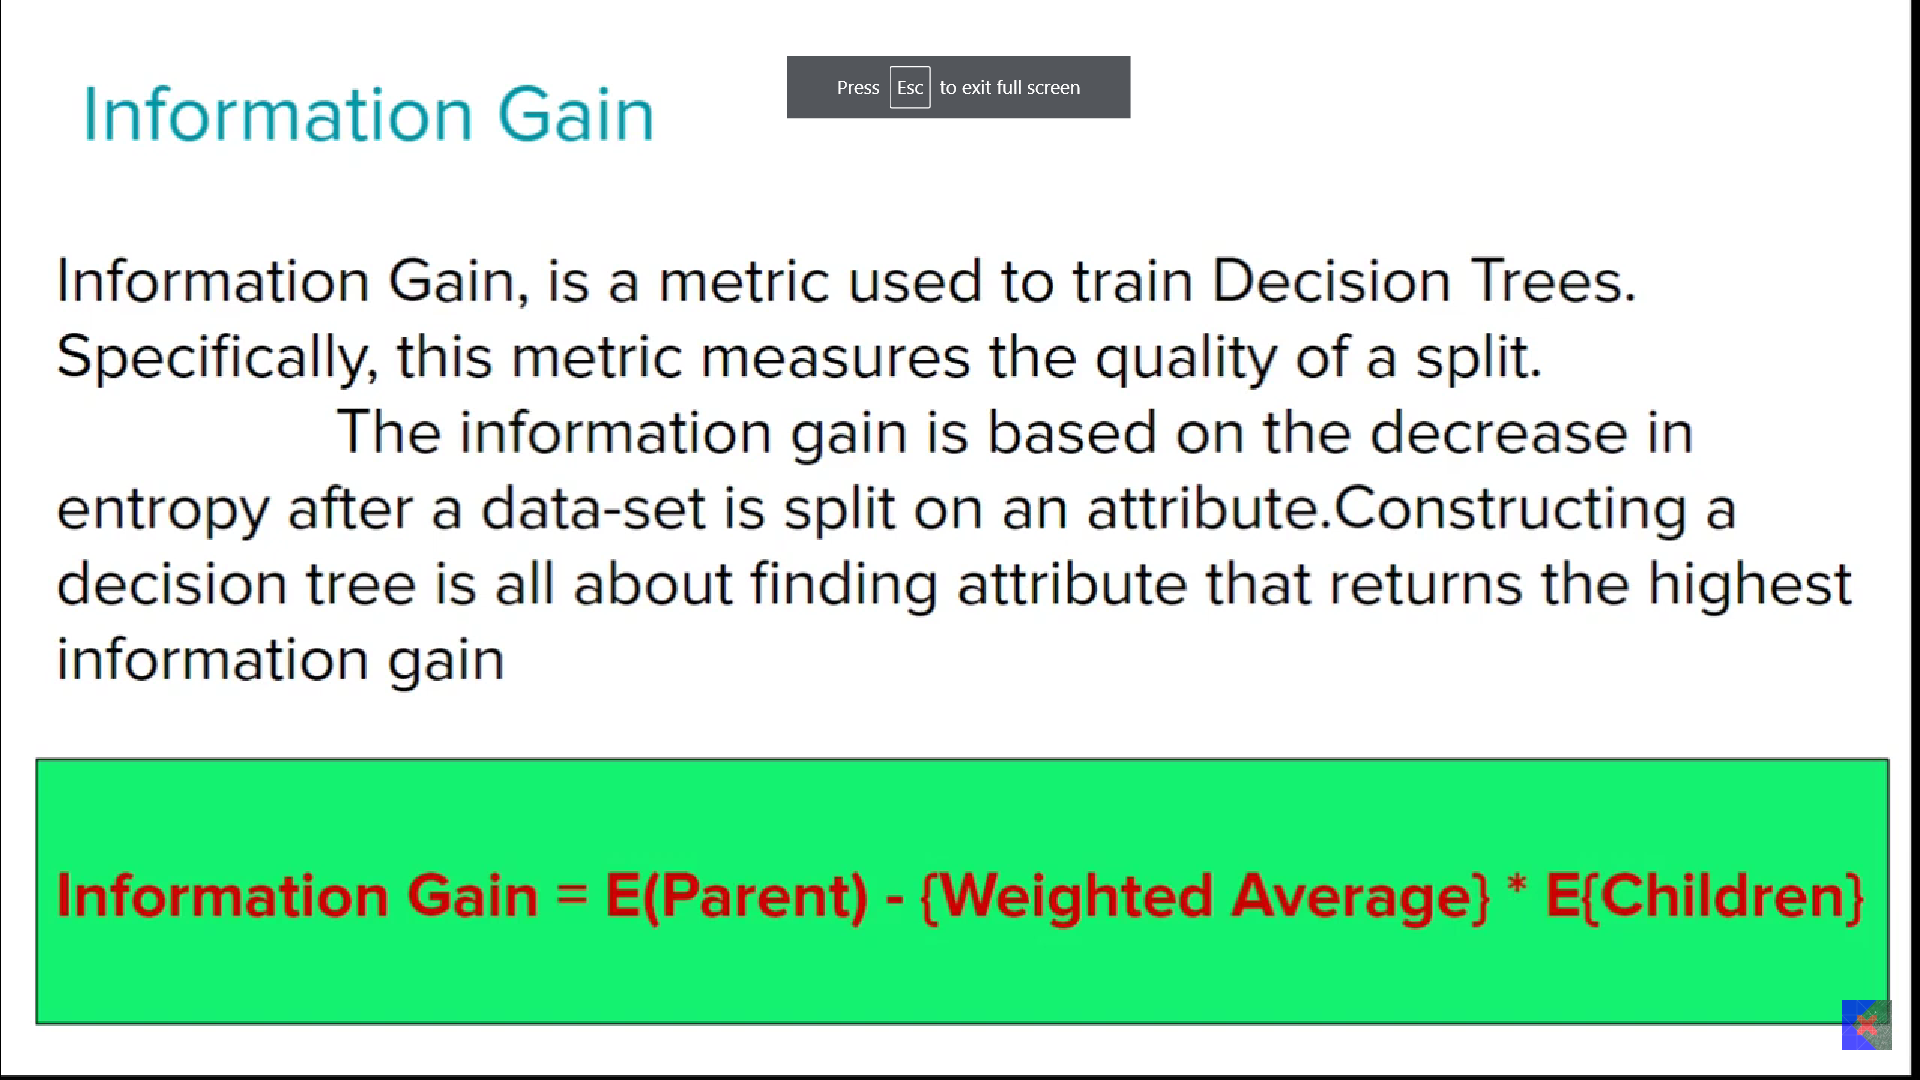 Press Esc to exit full screen
Information Gain
Information Gain, is a metric used to train Decision Trees.
Specifically, this metric measures the quality of a split.
The information gain is based on the decrease in
entropy after a data-set is split on an attribute.Constructing a
decision tree is all about finding attribute that returns the highest
information gain
Information Gain = E(Parent) - {Weighted Average} * E{Children}